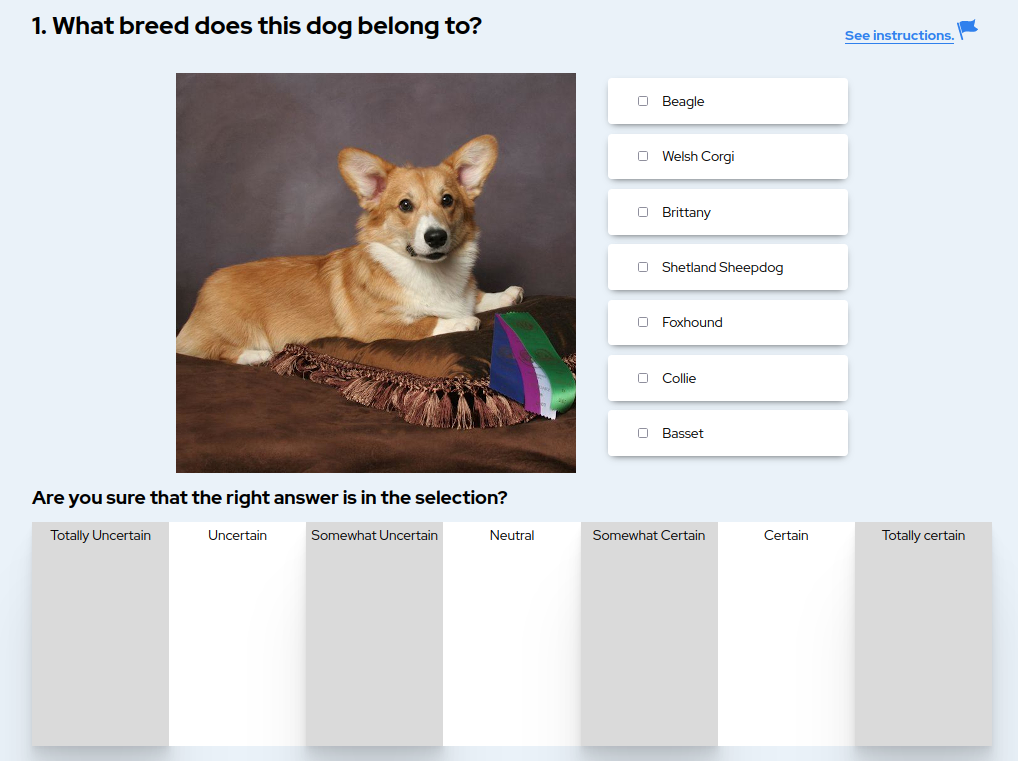 1. What breed does this dog belong to?
See instructions.
Beagle
Welsh Corgi
Brittany
Shetland Sheepdog
Foxhound
Collie
Basset
Are you sure that the right answer is in the selection?
Totally Uncertain
Uncertain
Somewhat Uncertain
Neutral
Somewhat Certain
Certain
Totally certain